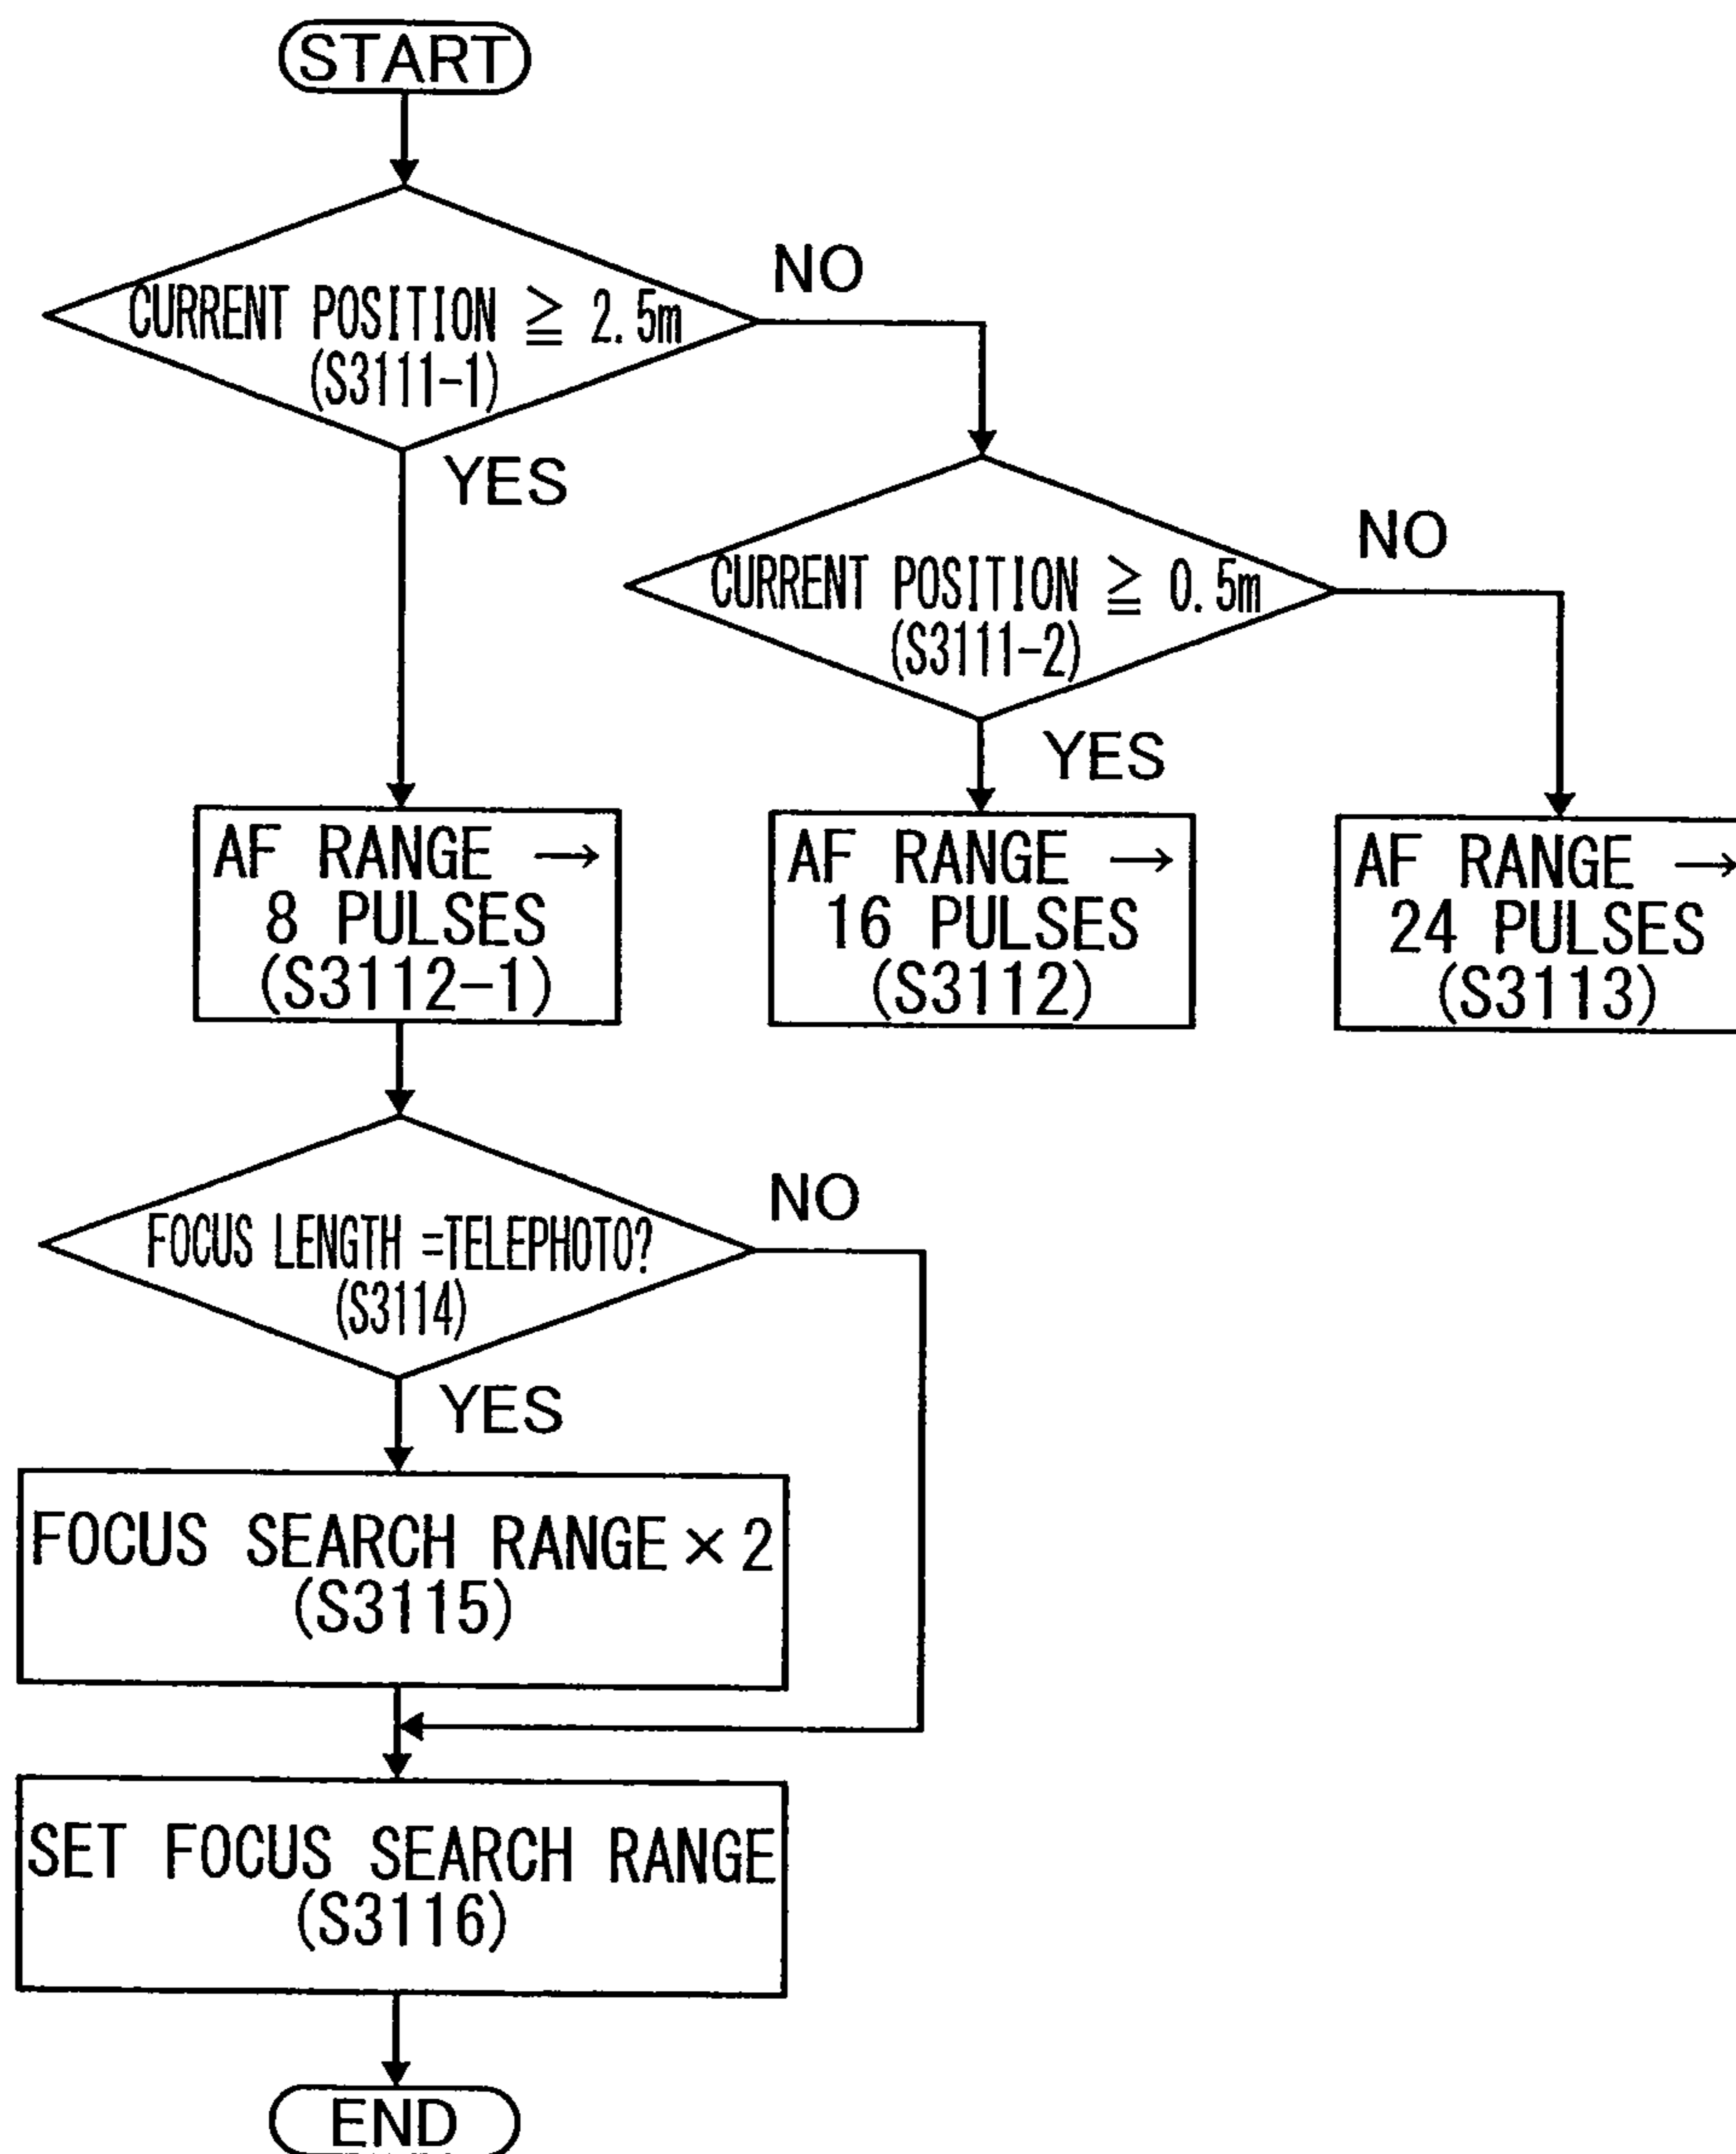 START
CURRENT POSITION ≧ 2.5m
(S3111-1)
NO
YES
CURRENT POSITION ≧ 0.5m
(S3111-2)
NO
YES
AF RANGE →
8 PULSES
(S3112-1)
AF RANGE →
16 PULSES
(S3112)
AF RANGE →
24 PULSES
(S3113)
FOCUS LENGTH =TELEPHOTO?
(S3114)
NO
YES
FOCUS SEARCH RANGE × 2
(S3115)
SET FOCUS SEARCH RANGE
(S3116)
END